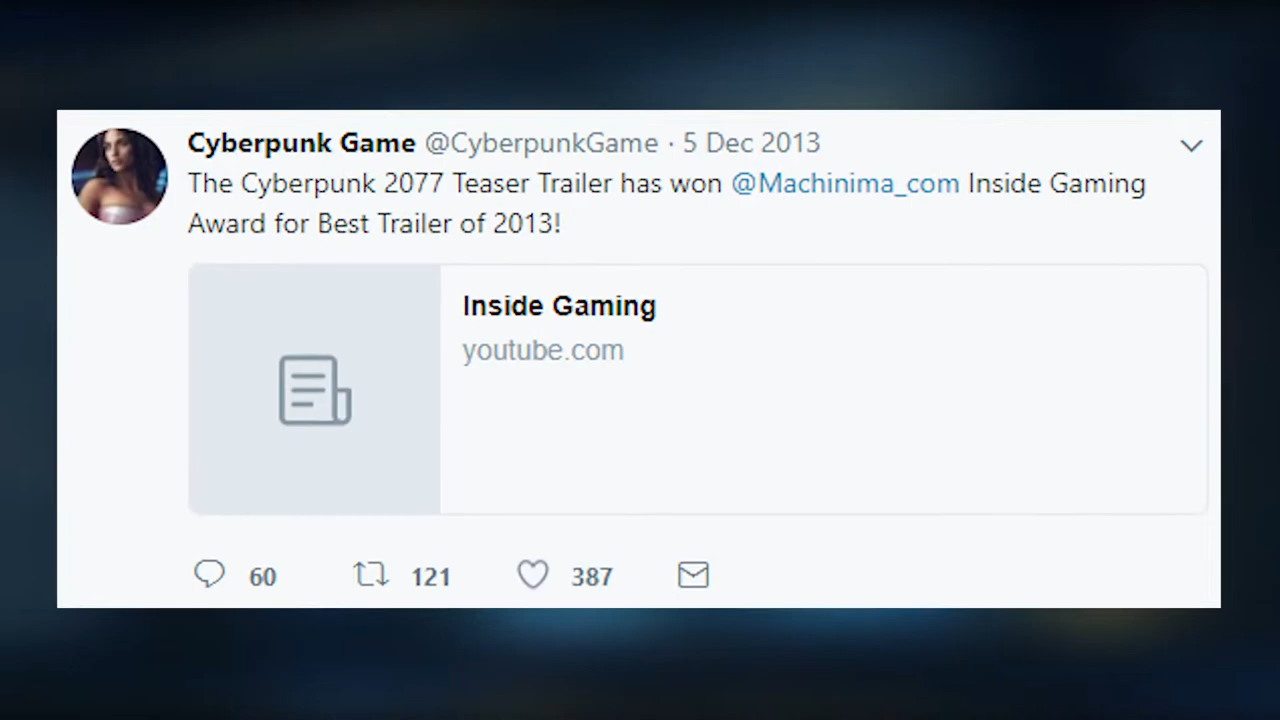 Cyberpunk Game @CyberpunkGame · 5 Dec 2013
The Cyberpunk 2077 Teaser Trailer has won @Machinima_com Inside Gaming
Award for Best Trailer of 2013!
Inside Gaming
youtube.com
60 121 387